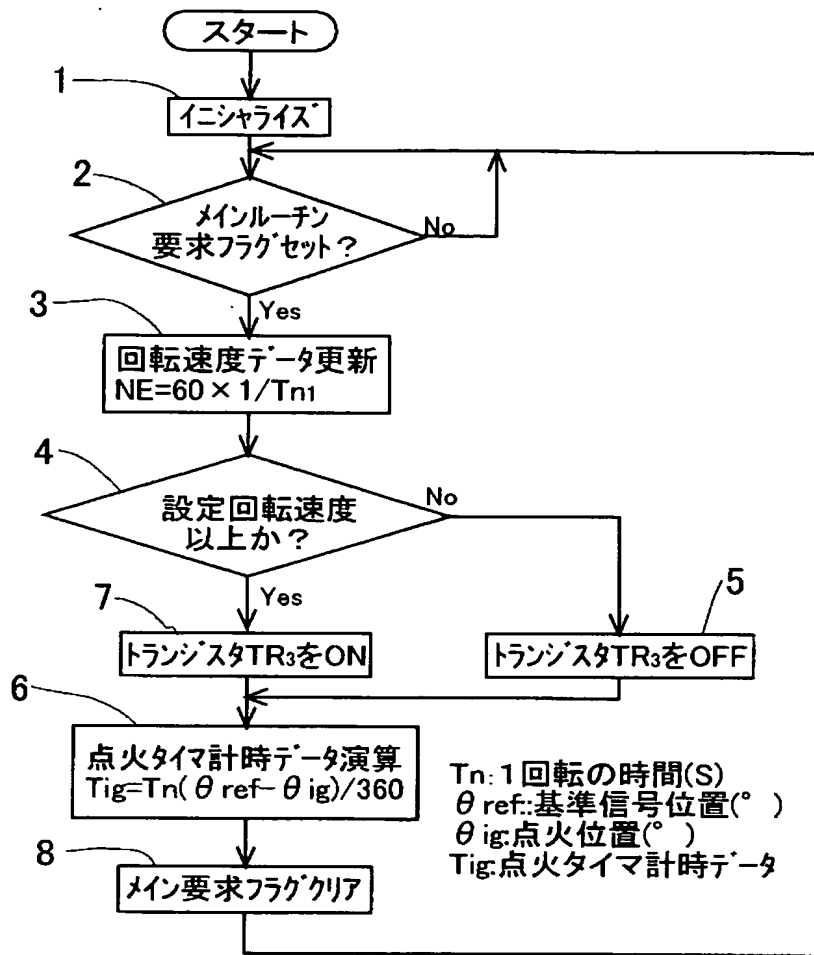 スタート
1
イニシャライズ
2
メインルーチン
要求フラグセット？
No
Yes
3
回転速度データ更新
NE=60×1/Tn1
4
設定回転速度
以上か？
No
Yes
7
トランジスタTR3をON
5
トランジスタTR3をOFF
6
点火タイマ計時データ演算
Tig=Tn(θref-θig)/360
8
メイン要求フラグクリア
Tn:1回転の時間(S)
θref::基準信号位置(°)
θig:点火位置(°)
Tig:点火タイマ計時データ